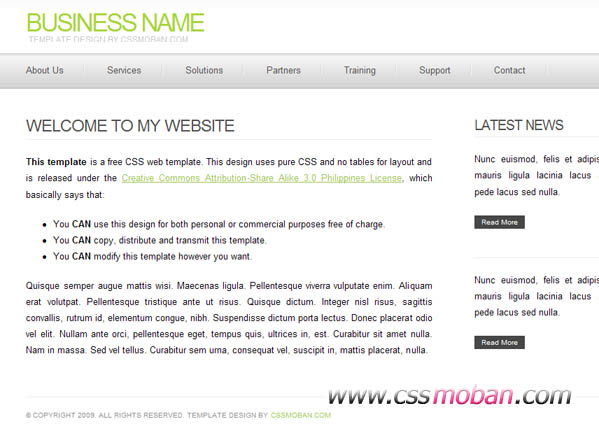 BUSINESS NAME
TEMPLATE DESIGN BY CSSMOBAN.COM
About Us Services Solutions Partners Training Support Contact
WELCOME TO MY WEBSITE
This template is a free CSS web template. This design uses pure CSS and no tables for layout and
is released under the Creative Commons Attribution-Share Alike 3.0 Philippines License, which
basically says that:
• You CAN use this design for both personal or commercial purposes free of charge.
• You CAN copy, distribute and transmit this template.
• You CAN modify this template however you want.
Quisque semper augue mattis wisi. Maecenas ligula. Pellentesque viverra vulputate enim. Aliquam
erat volutpat. Pellentesque tristique ante ut risus. Quisque dictum. Integer nisl risus, sagittis
convallis, rutrum id, elementum congue, nibh. Suspendisse dictum porta lectus. Donec placerat odio
vel elit. Nullam ante orci, pellentesque eget, tempus quis, ultrices in, est. Curabitur sit amet nulla.
Nam in massa. Sed vel tellus. Curabitur sem urna, consequat vel, suscipit in, mattis placerat, nulla.
LATEST NEWS
Nunc euismod, felis et adipis
mauris ligula lacinia lacus
pede lacus sed nulla.
Read More
Nunc euismod, felis et adipis
mauris ligula lacinia lacus
pede lacus sed nulla.
Read More
www.cssmoban.com
© COPYRIGHT 2009. ALL RIGHTS RESERVED. TEMPLATE DESIGN BY CSSMOBAN.COM